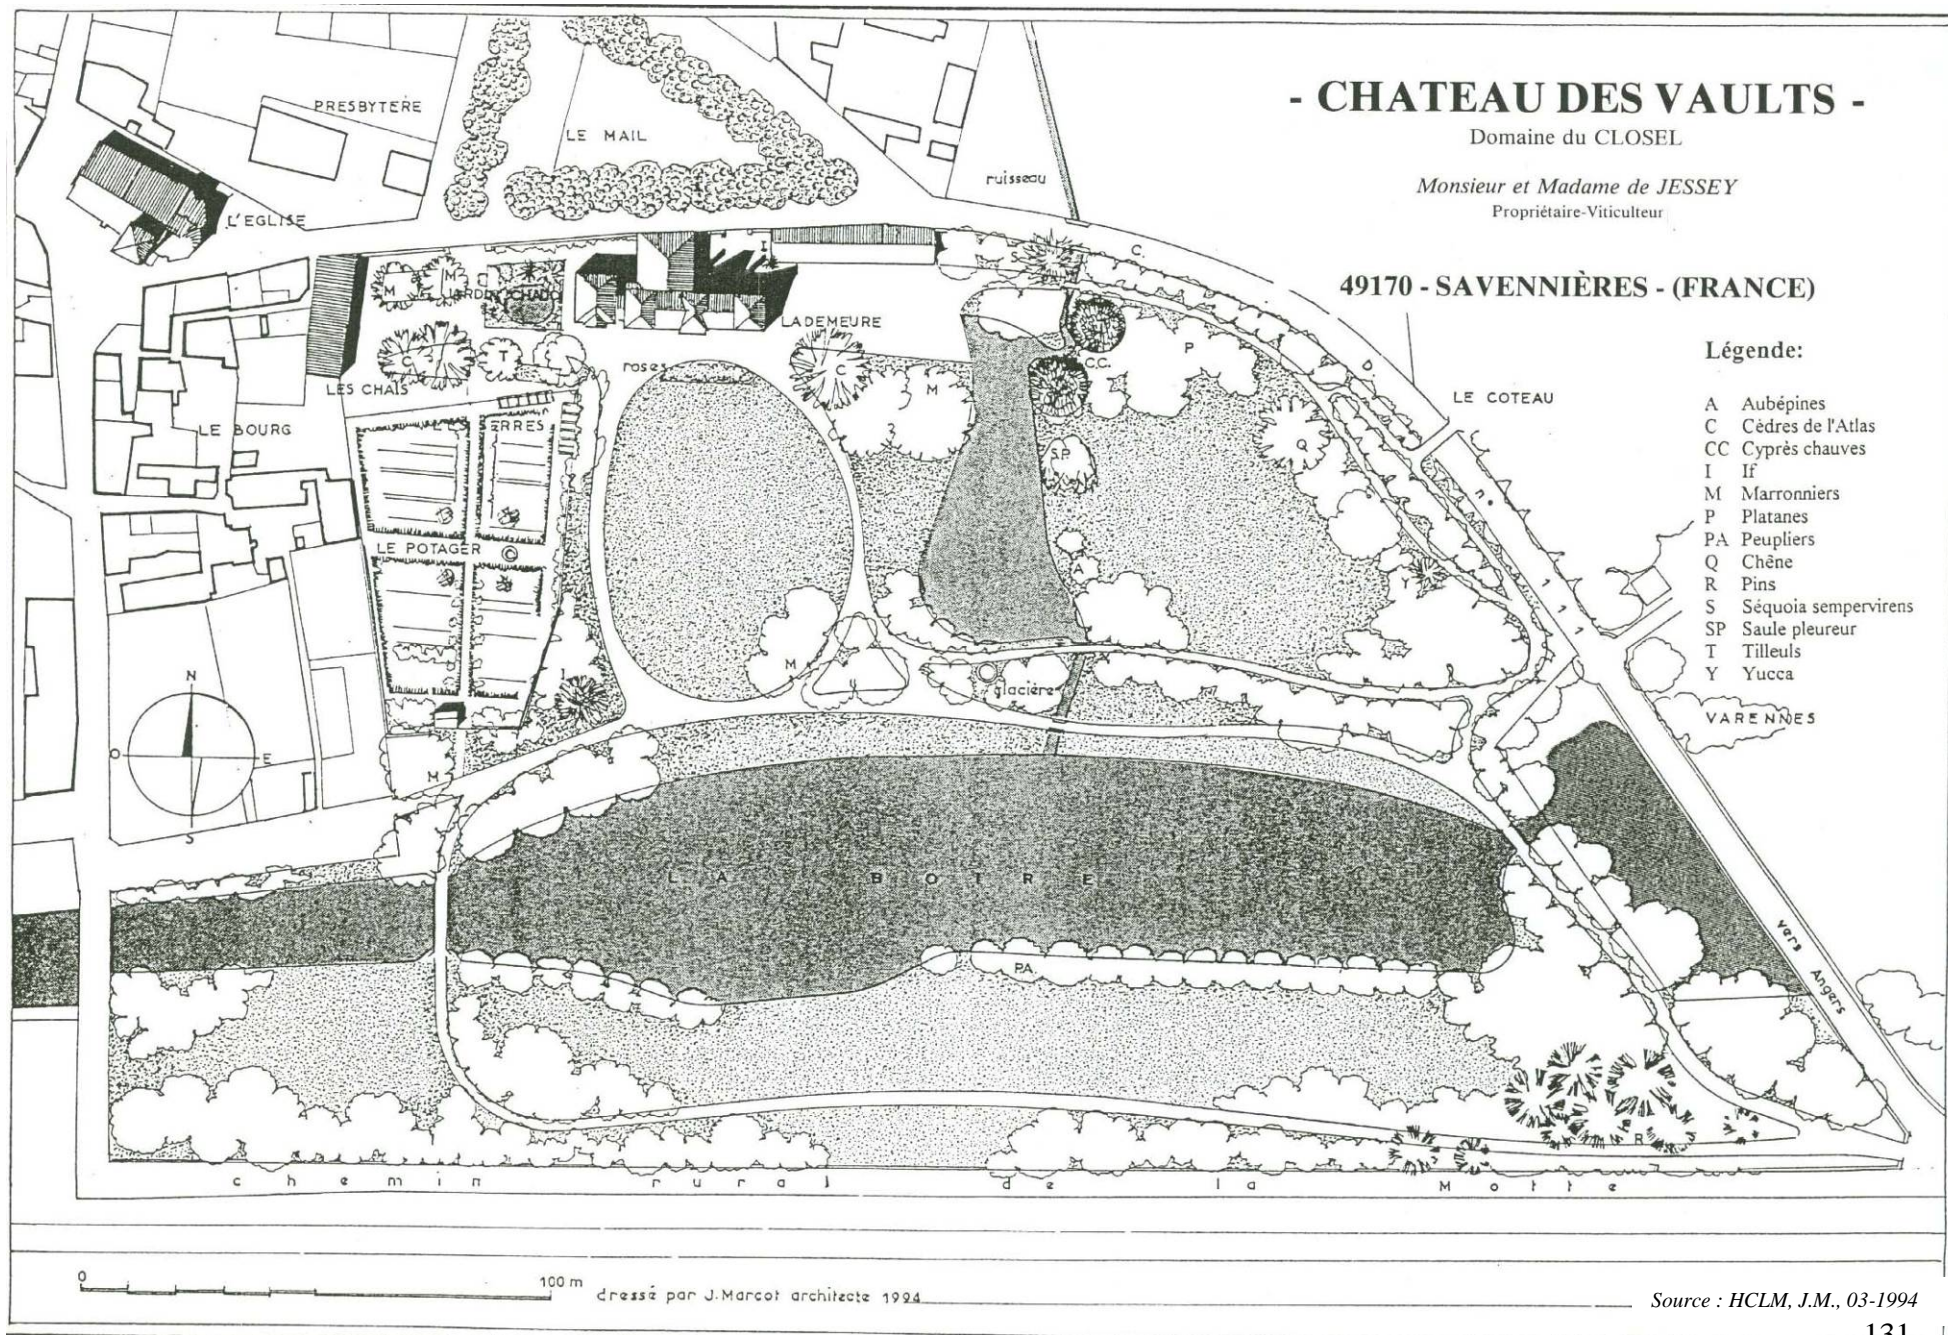 - CHATEAU DES VAULTS -
Domaine du CLOSEL
Monsieur et Madame de JESSEY
Propriétaire-Viticulteur
49170 - SAVENNIÈRES - (FRANCE)
Légende:
A Aubépines
C Cèdres de l'Atlas
CC Cyprès chauves
I If
M Marronniers
P Platanes
PA Peupliers
Q Chêne
R Pins
S Séquoia sempervirens
SP Saule pleureur
T Tilleuls
Y Yucca
PRESBYTERE
LE MAIL
ruisseau
L'EGLISE
I
S
C.
M
M
LA DEMEURE
D
P
C.C.
roses
C
T
C
M
LES CHAIS
LE COTEAU
LE BOURG
Q
S.P.
n°
LE POTAGER
A
Y
1
1
1
M
glacière
N
O
E
S
M
VARENNES
LA BOIRE
P.A.
vers Angers
R
chemin rural de la Motte
0
100 m
dressé par J. Marcot architecte 1994
Source : HCLM, J.M., 03-1994
131